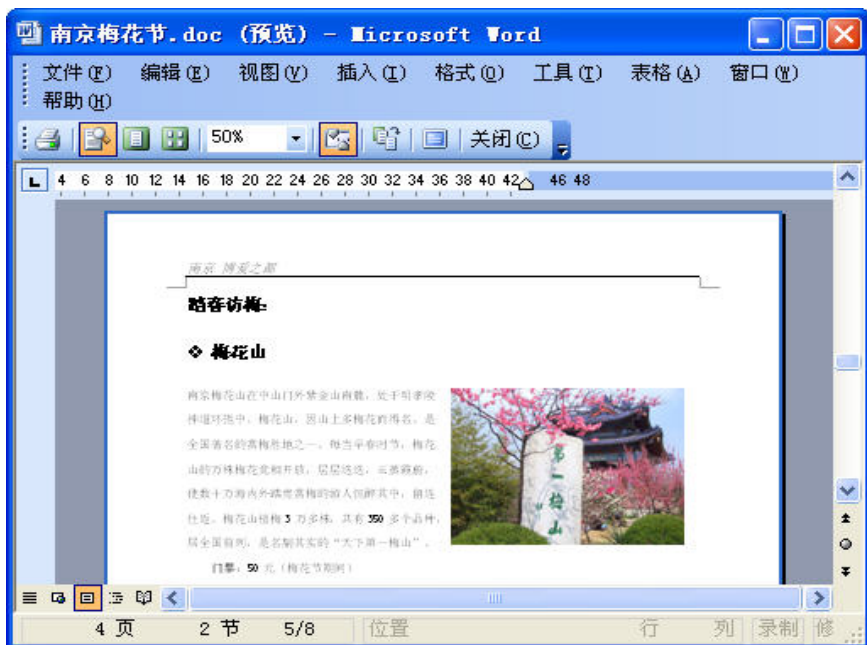 南京梅花节.doc (预览) - Microsoft Word
文件(F) 编辑(E) 视图(V) 插入(I) 格式(O) 工具(T) 表格(A) 窗口(W)
帮助(H)
50% 关闭(C)
L 4 6 8 10 12 14 16 18 20 22 24 26 28 30 32 34 36 38 40 42 46 48
南京 博爱之都
踏春访梅:
❖ 梅花山
南京梅花山在中山门外紫金山南麓,处于明孝陵
神道环抱中,梅花山,因山上多梅花而得名,是
全国著名的赏梅胜地之一。每当早春时节,梅花
山的万株梅花竞相开放,层层迭迭,云蒸霞蔚,
使数十万海内外踏青赏梅的游人沉醉其中,留连
往返。梅花山植梅 3 万多株,共有 350 多个品种,
居全国前列,是名副其实的“天下第一梅山”。
门票:50 元(梅花节期间)
第一梅山
4 页 2 节 5/8 位置 行 列 录制 修